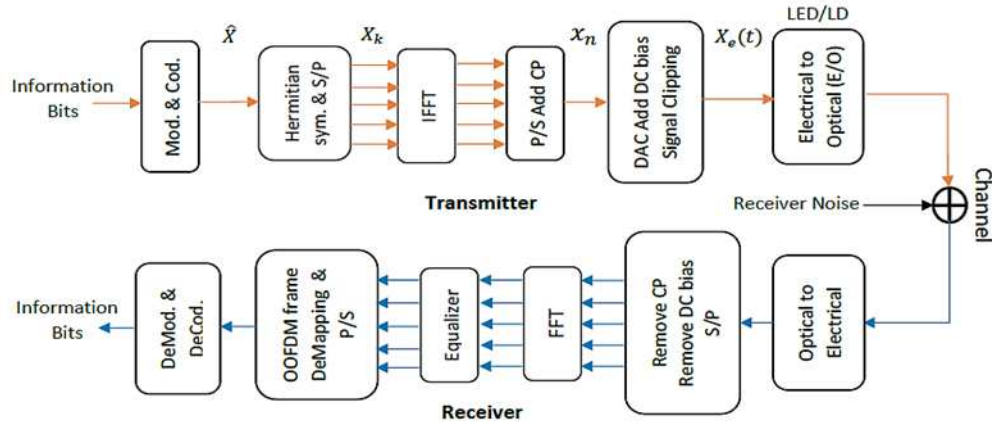 LED/LD
Information
Bits
Mod. & Cod.
X̂
Hermitian
sym. & S/P
X_k
IFFT
P/S Add CP
x_n
DAC Add DC bias
Signal Clipping
X_e(t)
Electrical to
Optical (E/O)
Transmitter
Receiver Noise
Channel
Information
Bits
DeMod. &
DeCod.
OOFDM frame
DeMapping &
P/S
Equalizer
FFT
Remove CP
Remove DC bias
S/P
Optical to
Electrical
Receiver